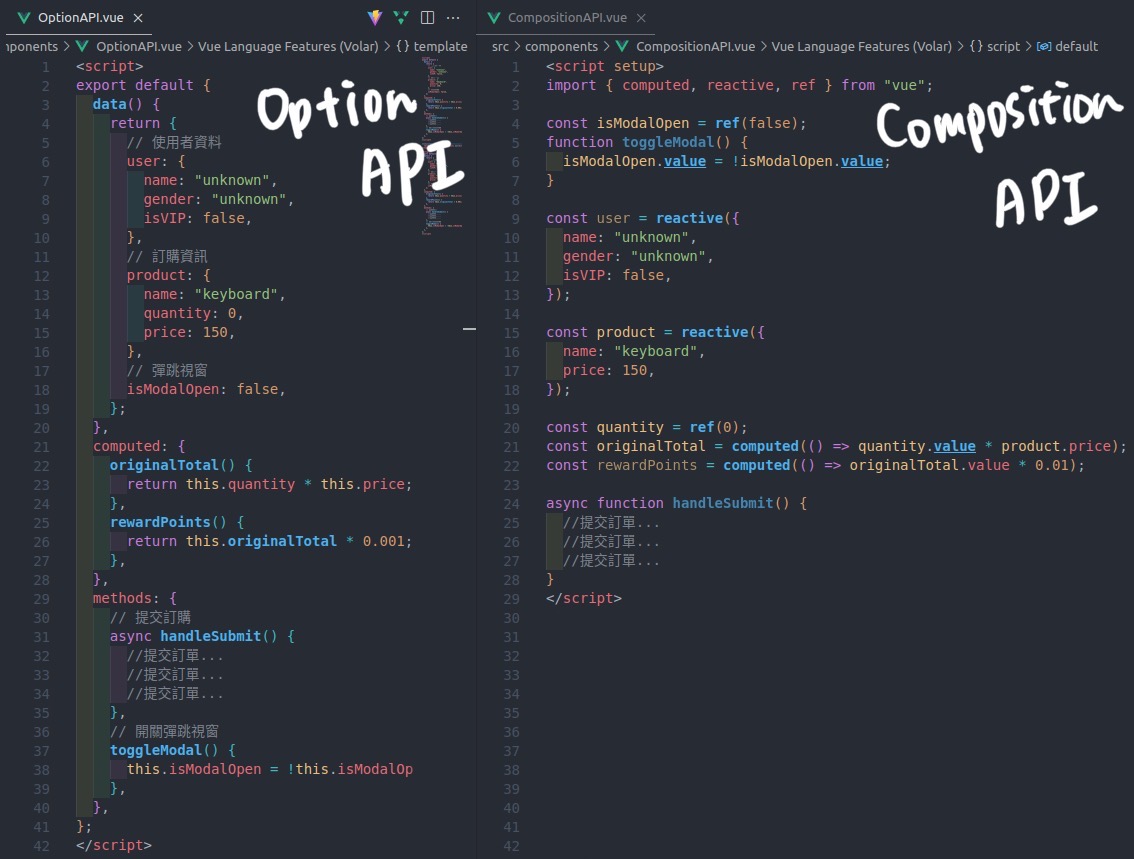 OptionAPI.vue
nponents > OptionAPI.vue > Vue Language Features (Volar) > {} template
Option
API
1 <script>
2 export default {
3 data() {
4 return {
5 // 使用者資料
6 user: {
7 name: "unknown",
8 gender: "unknown",
9 isVIP: false,
10 },
11 // 訂購資訊
12 product: {
13 name: "keyboard",
14 quantity: 0,
15 price: 150,
16 },
17 // 彈跳視窗
18 isModalOpen: false,
19 };
20 },
21 computed: {
22 originalTotal() {
23 return this.quantity * this.price;
24 },
25 rewardPoints() {
26 return this.originalTotal * 0.001;
27 },
28 },
29 methods: {
30 // 提交訂購
31 async handleSubmit() {
32 //提交訂單...
33 //提交訂單...
34 //提交訂單...
35 },
36 // 開關彈跳視窗
37 toggleModal() {
38 this.isModalOpen = !this.isModalOp
39 },
40 },
41 };
42 </script>
CompositionAPI.vue
src > components > CompositionAPI.vue > Vue Language Features (Volar) > {} script > default
Composition
API
1 <script setup>
2 import { computed, reactive, ref } from "vue";
3
4 const isModalOpen = ref(false);
5 function toggleModal() {
6 isModalOpen.value = !isModalOpen.value;
7 }
8
9 const user = reactive({
10 name: "unknown",
11 gender: "unknown",
12 isVIP: false,
13 });
14
15 const product = reactive({
16 name: "keyboard",
17 price: 150,
18 });
19
20 const quantity = ref(0);
21 const originalTotal = computed(() => quantity.value * product.price);
22 const rewardPoints = computed(() => originalTotal.value * 0.01);
23
24 async function handleSubmit() {
25 //提交訂單...
26 //提交訂單...
27 //提交訂單...
28 }
29 </script>
30
31
32
33
34
35
36
37
38
39
40
41
42